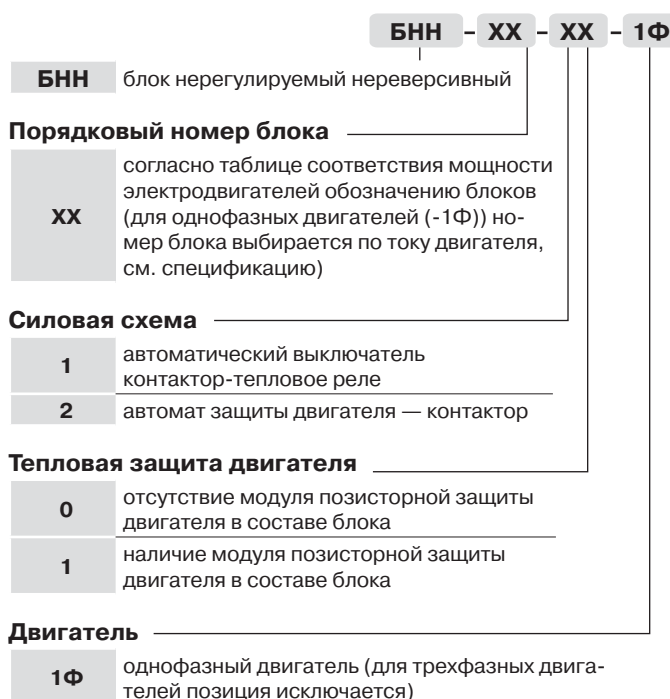 БНН – XX – XX – 1Ф
БНН блок нерегулируемый нереверсивный
Порядковый номер блока
согласно таблице соответствия мощности
электродвигателей обозначению блоков
XX (для однофазных двигателей (-1Ф)) но-
мер блока выбирается по току двигателя,
см. спецификацию)
Силовая схема
1 автоматический выключатель
контактор-тепловое реле
2 автомат защиты двигателя — контактор
Тепловая защита двигателя
0 отсутствие модуля позисторной защиты
двигателя в составе блока
1 наличие модуля позисторной защиты
двигателя в составе блока
Двигатель
1Ф однофазный двигатель (для трехфазных двига-
телей позиция исключается)